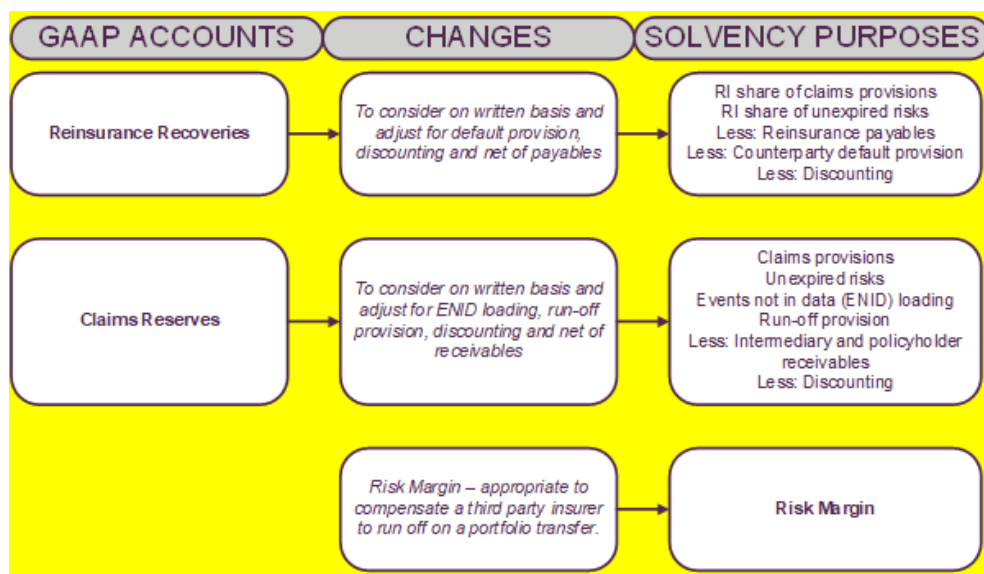 GAAP ACCOUNTS
CHANGES
SOLVENCY PURPOSES
Reinsurance Recoveries
To consider on written basis and
adjust for default provision,
discounting and net of payables
RI share of claims provisions
RI share of unexpired risks
Less: Reinsurance payables
Less: Counterparty default provision
Less: Discounting
Claims Reserves
To consider on written basis and
adjust for ENID loading, run-off
provision, discounting and net of
receivables
Claims provisions
Unexpired risks
Events not in data (ENID) loading
Run-off provision
Less: Intermediary and policyholder
receivables
Less: Discounting
Risk Margin – appropriate to
compensate a third party insurer
to run off on a portfolio transfer.
Risk Margin